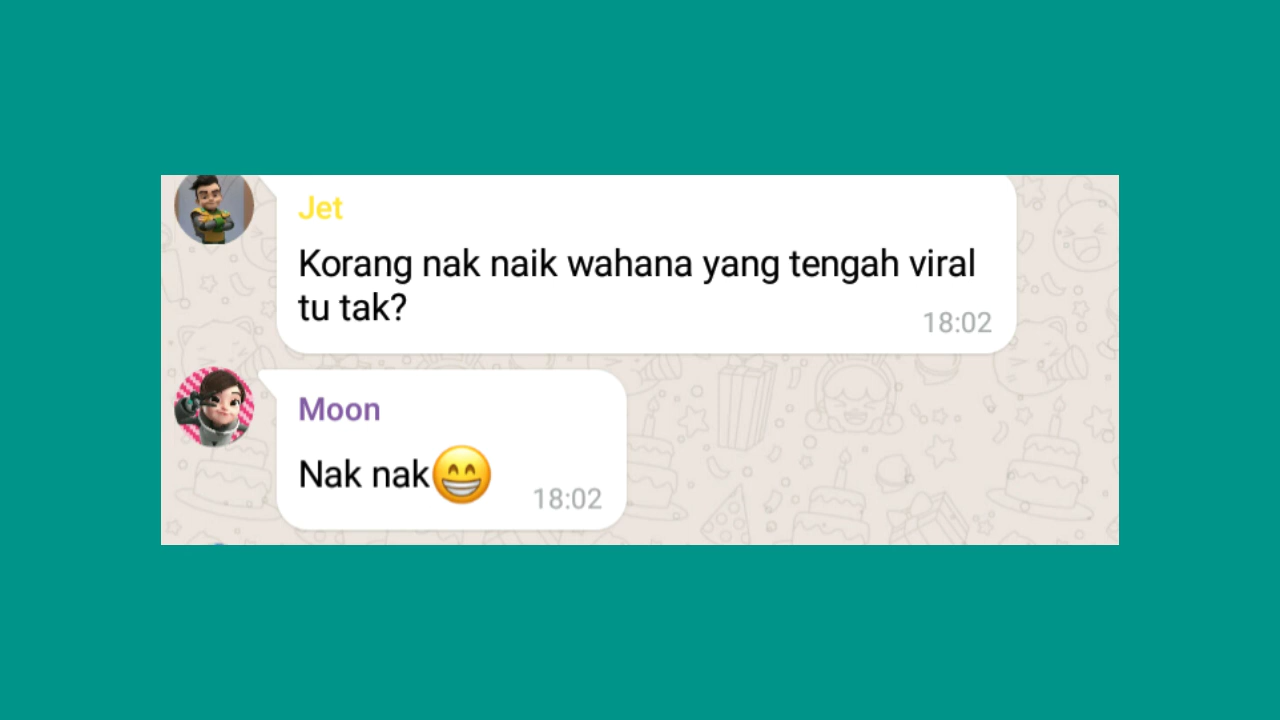 Jet
Korang nak naik wahana yang tengah viral
tu tak?
18:02
Moon
Nak nak😁
18:02